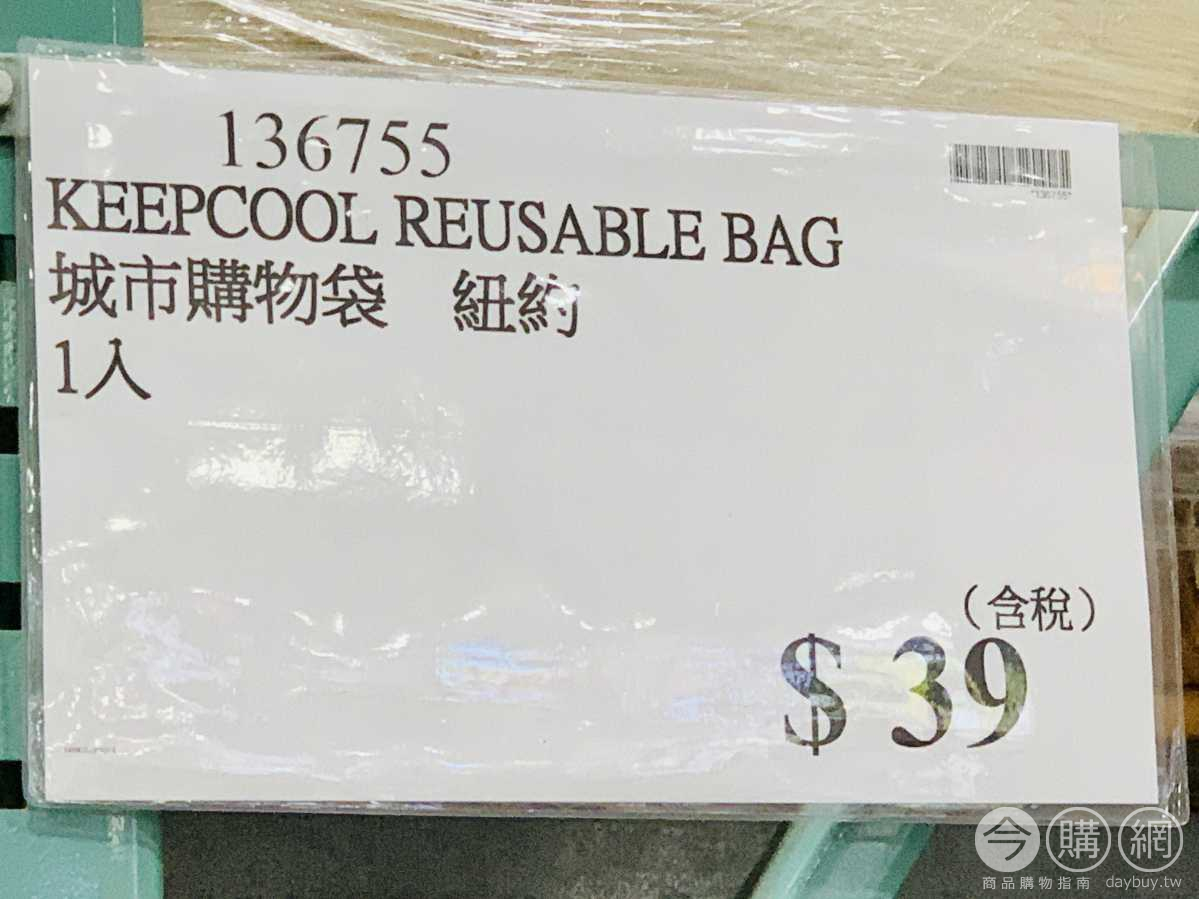 136755
*136755*
KEEPCOOL REUSABLE BAG
城市購物袋 紐約
1入
(含稅)
$ 39
今購網
商品購物指南 daybuy.tw